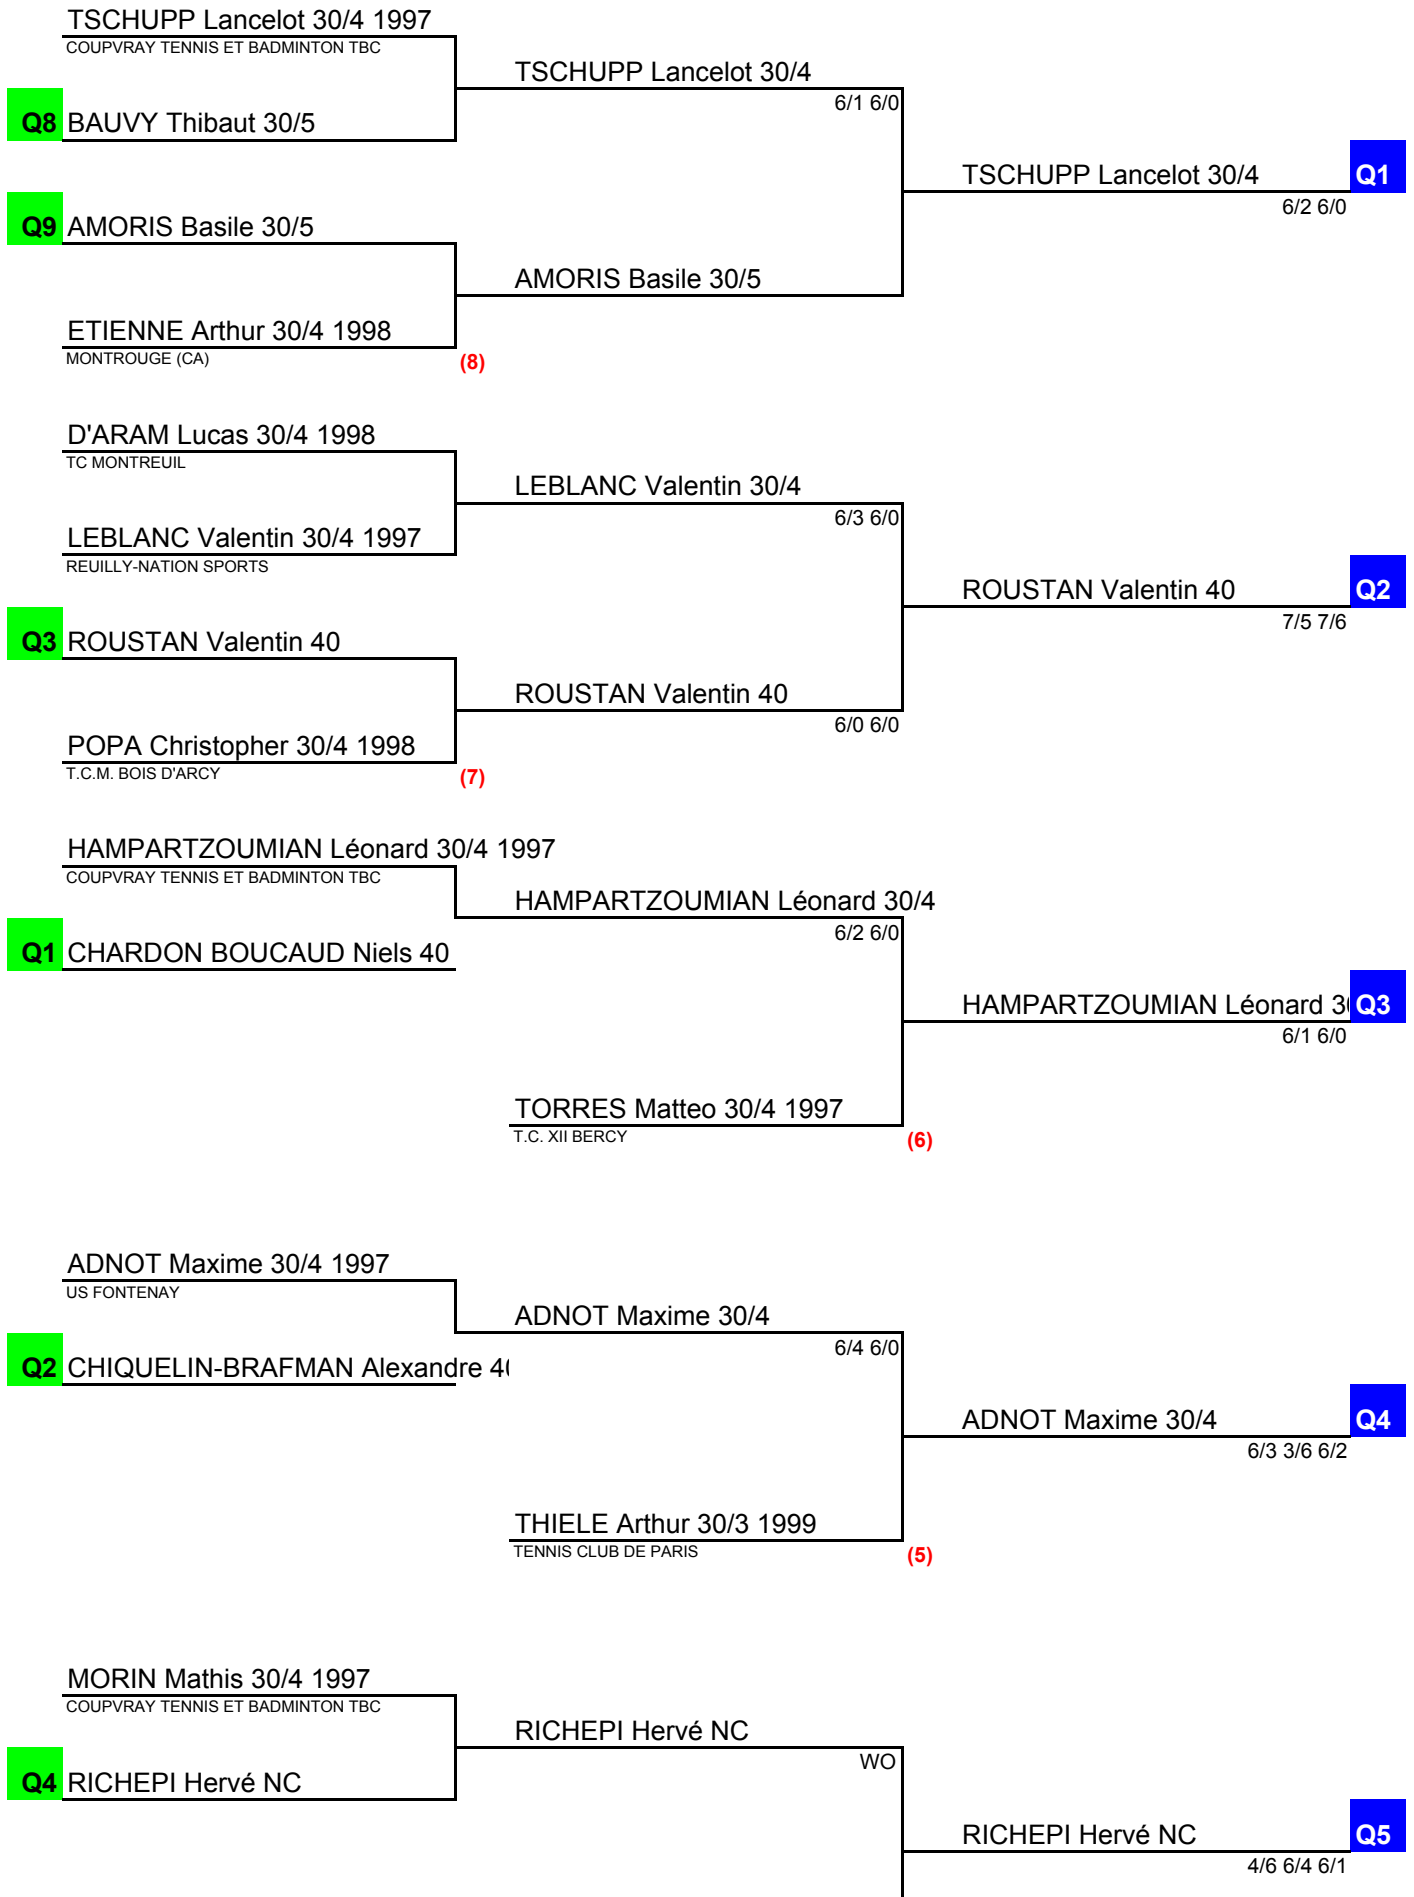 TSCHUPP Lancelot 30/4 1997
COUPVRAY TENNIS ET BADMINTON TBC
TSCHUPP Lancelot 30/4
6/1 6/0
Q8 BAUVY Thibaut 30/5
TSCHUPP Lancelot 30/4 Q1
6/2 6/0
Q9 AMORIS Basile 30/5
AMORIS Basile 30/5
ETIENNE Arthur 30/4 1998
MONTROUGE (CA)
(8)
D'ARAM Lucas 30/4 1998
TC MONTREUIL
LEBLANC Valentin 30/4
6/3 6/0
LEBLANC Valentin 30/4 1997
REUILLY-NATION SPORTS
ROUSTAN Valentin 40 Q2
7/5 7/6
Q3 ROUSTAN Valentin 40
ROUSTAN Valentin 40
6/0 6/0
POPA Christopher 30/4 1998
T.C.M. BOIS D'ARCY
(7)
HAMPARTZOUMIAN Léonard 30/4 1997
COUPVRAY TENNIS ET BADMINTON TBC
HAMPARTZOUMIAN Léonard 30/4
6/2 6/0
Q1 CHARDON BOUCAUD Niels 40
HAMPARTZOUMIAN Léonard 3 Q3
6/1 6/0
TORRES Matteo 30/4 1997
T.C. XII BERCY
(6)
ADNOT Maxime 30/4 1997
US FONTENAY
ADNOT Maxime 30/4
6/4 6/0
Q2 CHIQUELIN-BRAFMAN Alexandre 40
ADNOT Maxime 30/4 Q4
6/3 3/6 6/2
THIELE Arthur 30/3 1999
TENNIS CLUB DE PARIS
(5)
MORIN Mathis 30/4 1997
COUPVRAY TENNIS ET BADMINTON TBC
RICHEPI Hervé NC
WO
Q4 RICHEPI Hervé NC
RICHEPI Hervé NC Q5
4/6 6/4 6/1